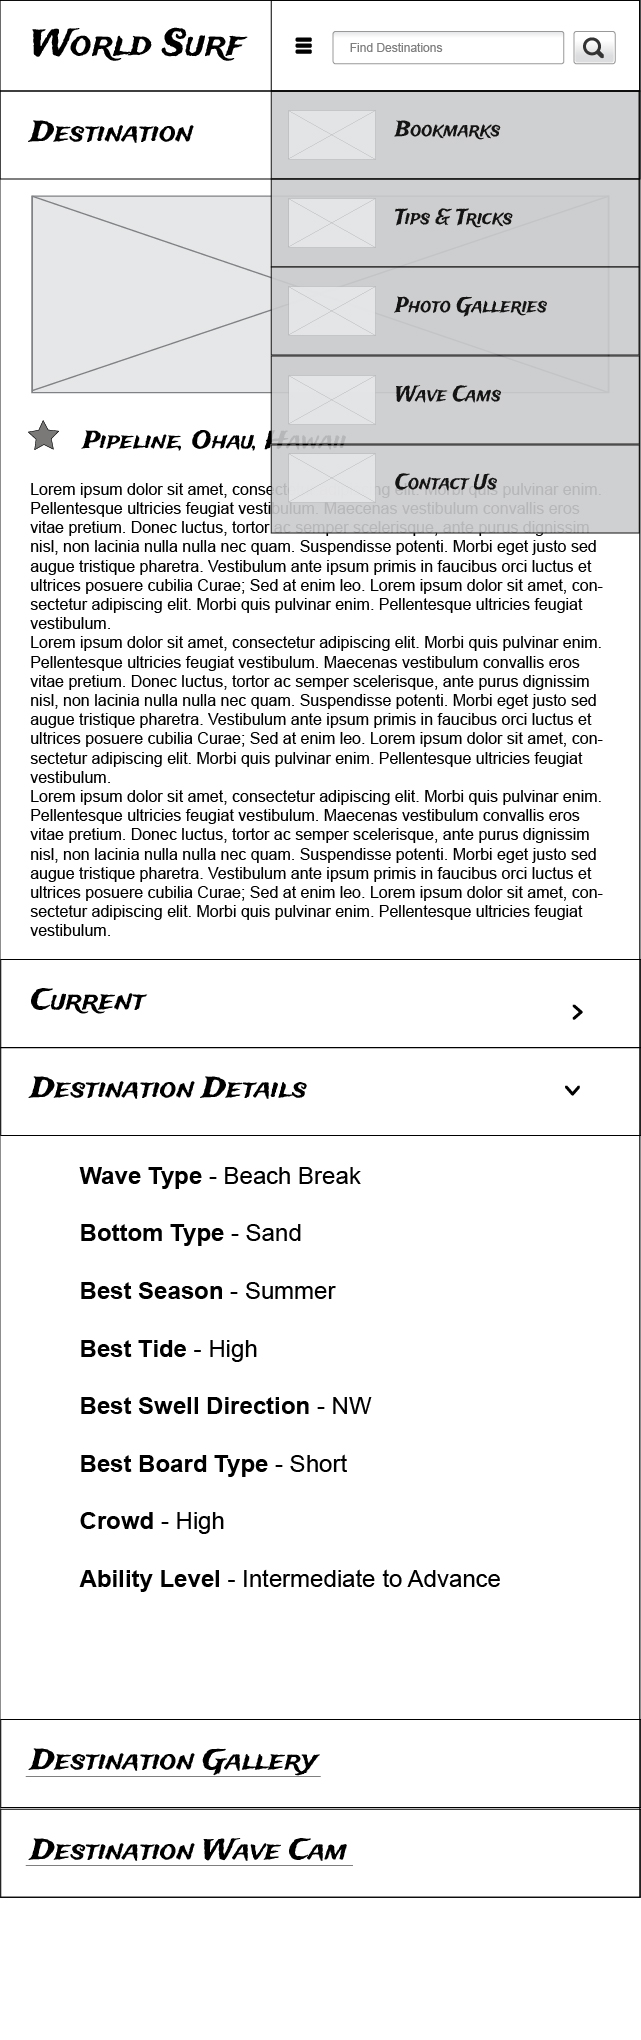 World Surf
Find Destinations
Destination
Bookmarks
Tips & Tricks
Photo Galleries
Wave Cams
Contact Us
Pipeline, Ohau, Hawaii
Lorem ipsum dolor sit amet, consectetur adipiscing elit. Morbi quis pulvinar enim.
Pellentesque ultricies feugiat vestibulum. Maecenas vestibulum convallis eros
vitae pretium. Donec luctus, tortor ac semper scelerisque, ante purus dignissim
nisl, non lacinia nulla nulla nec quam. Suspendisse potenti. Morbi eget justo sed
augue tristique pharetra. Vestibulum ante ipsum primis in faucibus orci luctus et
ultrices posuere cubilia Curae; Sed at enim leo. Lorem ipsum dolor sit amet, con-
sectetur adipiscing elit. Morbi quis pulvinar enim. Pellentesque ultricies feugiat
vestibulum.
Lorem ipsum dolor sit amet, consectetur adipiscing elit. Morbi quis pulvinar enim.
Pellentesque ultricies feugiat vestibulum. Maecenas vestibulum convallis eros
vitae pretium. Donec luctus, tortor ac semper scelerisque, ante purus dignissim
nisl, non lacinia nulla nulla nec quam. Suspendisse potenti. Morbi eget justo sed
augue tristique pharetra. Vestibulum ante ipsum primis in faucibus orci luctus et
ultrices posuere cubilia Curae; Sed at enim leo. Lorem ipsum dolor sit amet, con-
sectetur adipiscing elit. Morbi quis pulvinar enim. Pellentesque ultricies feugiat
vestibulum.
Lorem ipsum dolor sit amet, consectetur adipiscing elit. Morbi quis pulvinar enim.
Pellentesque ultricies feugiat vestibulum. Maecenas vestibulum convallis eros
vitae pretium. Donec luctus, tortor ac semper scelerisque, ante purus dignissim
nisl, non lacinia nulla nulla nec quam. Suspendisse potenti. Morbi eget justo sed
augue tristique pharetra. Vestibulum ante ipsum primis in faucibus orci luctus et
ultrices posuere cubilia Curae; Sed at enim leo. Lorem ipsum dolor sit amet, con-
sectetur adipiscing elit. Morbi quis pulvinar enim. Pellentesque ultricies feugiat
vestibulum.
Current
Destination Details
Wave Type - Beach Break
Bottom Type - Sand
Best Season - Summer
Best Tide - High
Best Swell Direction - NW
Best Board Type - Short
Crowd - High
Ability Level - Intermediate to Advance
Destination Gallery
Destination Wave Cam